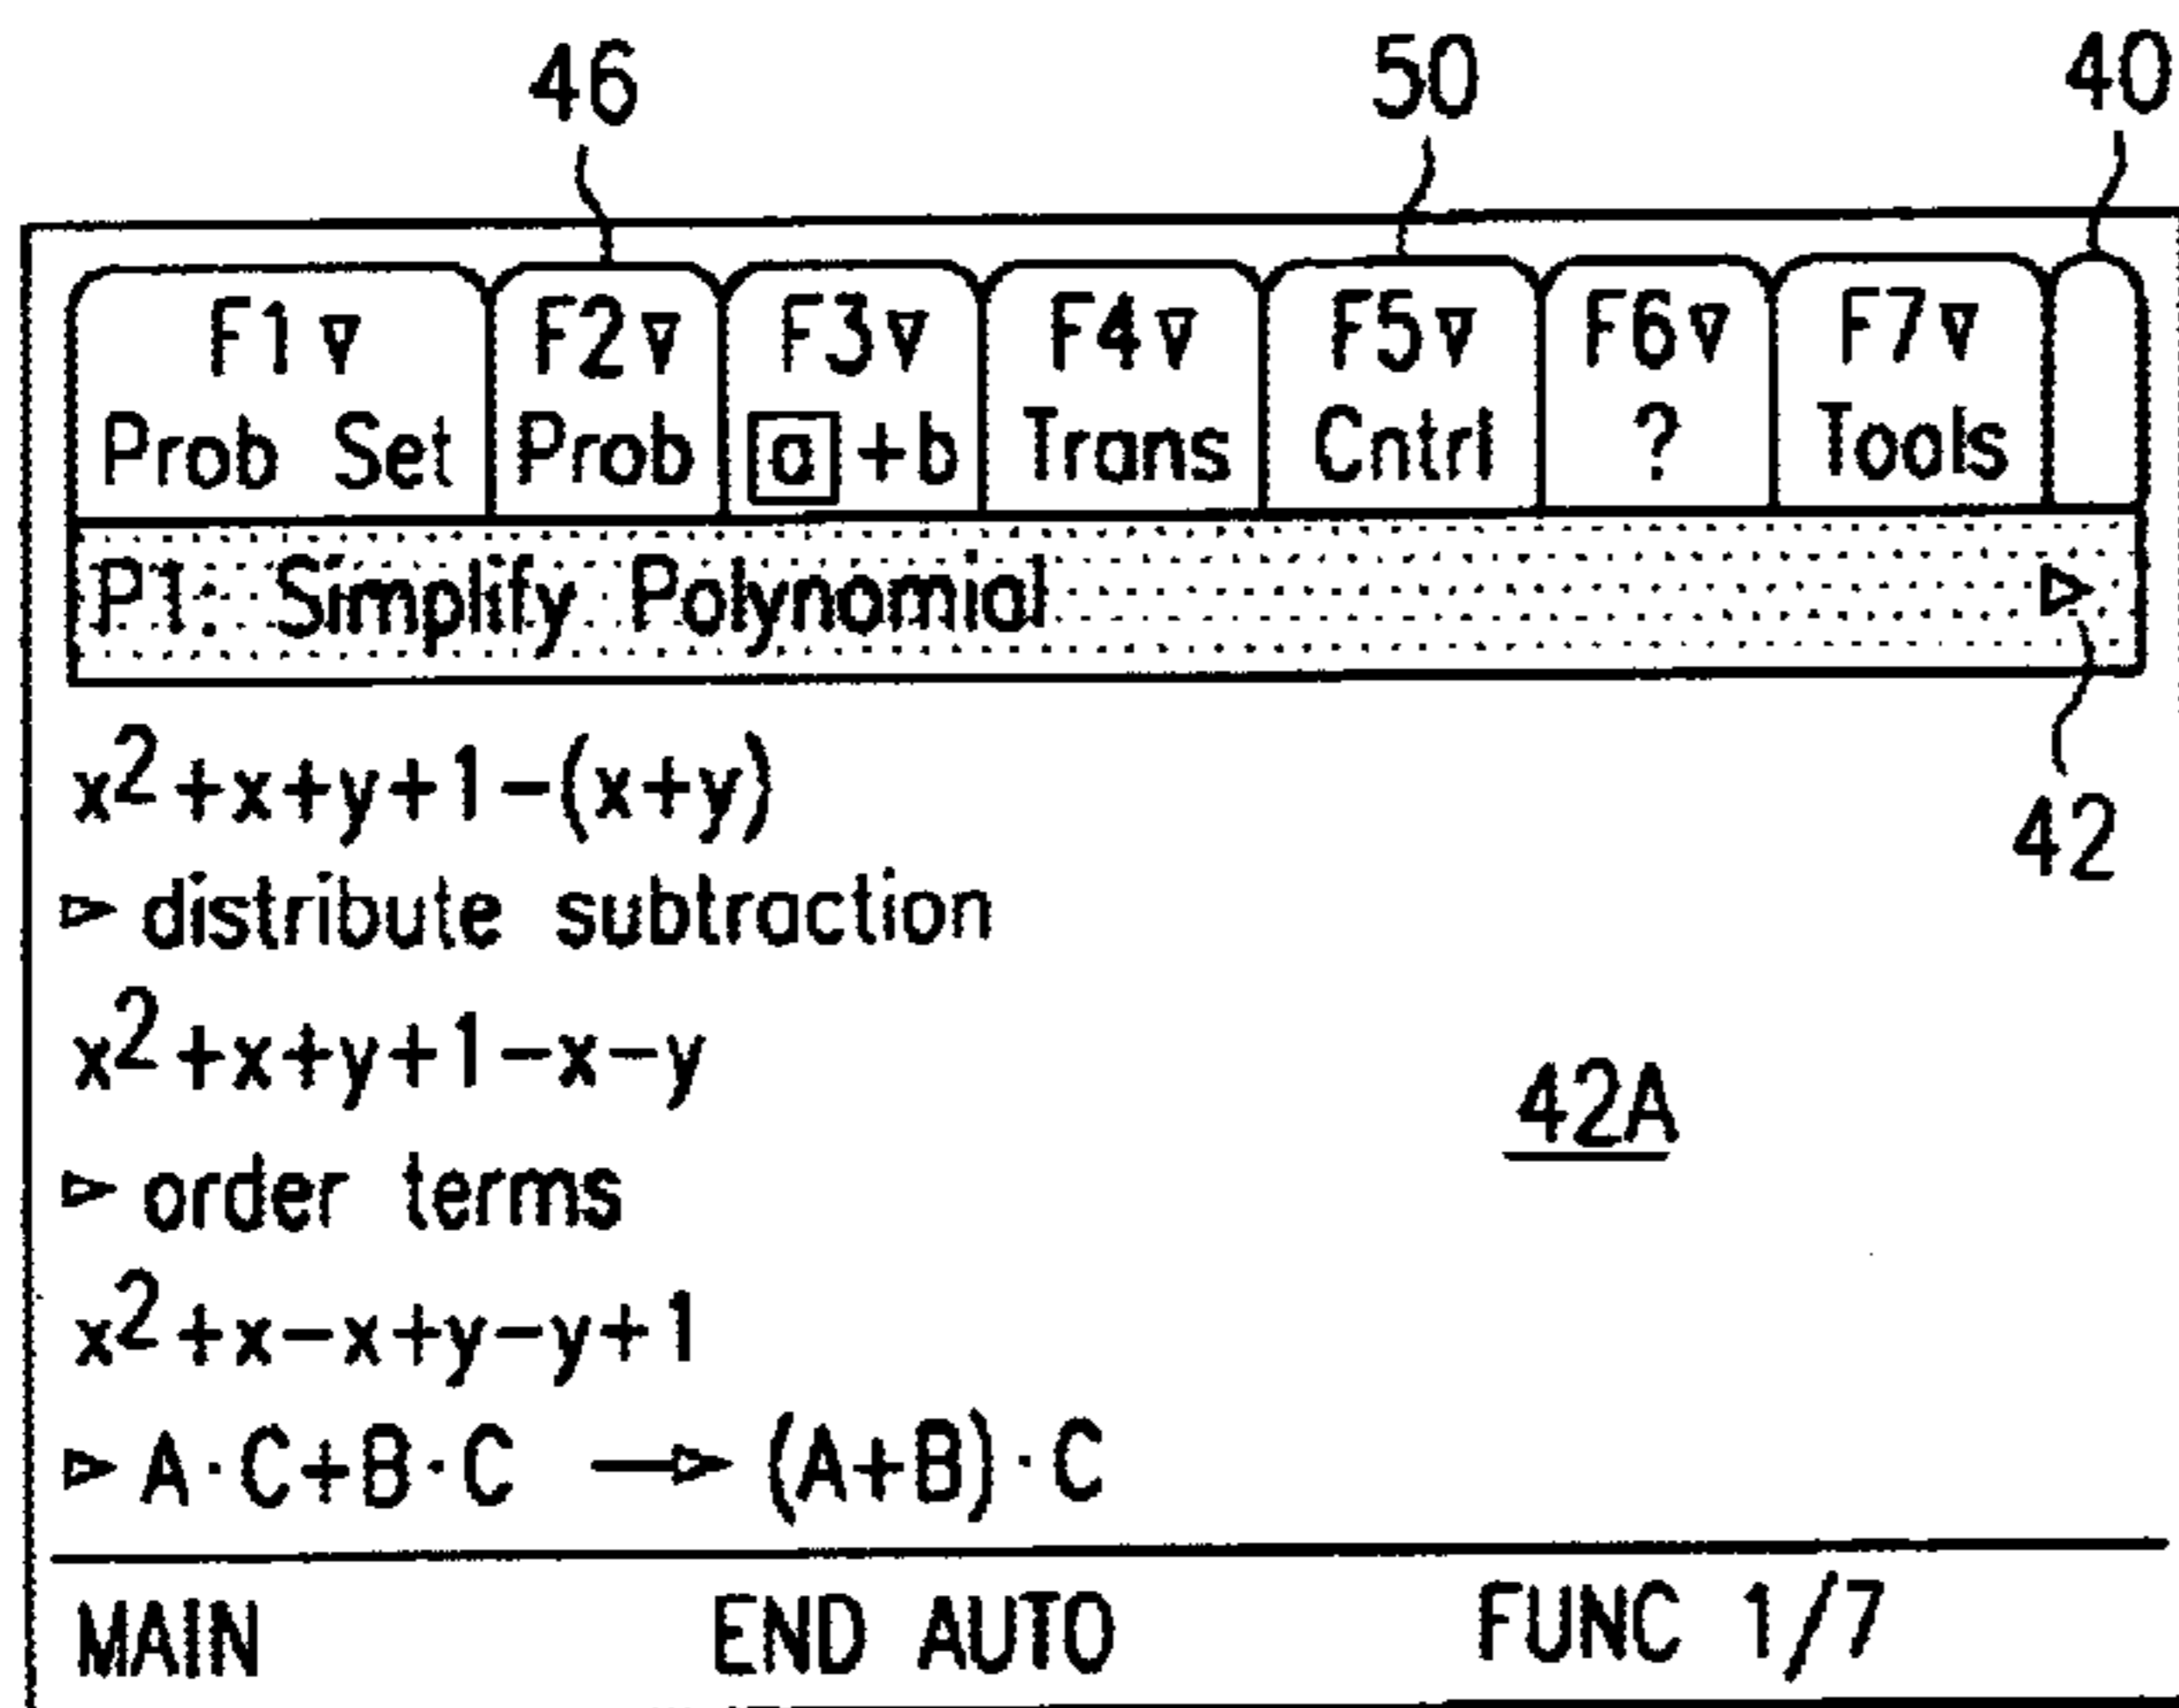 46 50 40
F1▽ F2▽ F3▽ F4▽ F5▽ F6▽ F7▽
Prob Set Prob a+b Trans Cntrl ? Tools
P1: Simplify Polynomial ▷
x²+x+y+1-(x+y)
42
▷ distribute subtraction
x²+x+y+1-x-y
42A
▷ order terms
x²+x-x+y-y+1
▷ A·C+B·C → (A+B)·C
MAIN END AUTO FUNC 1/7